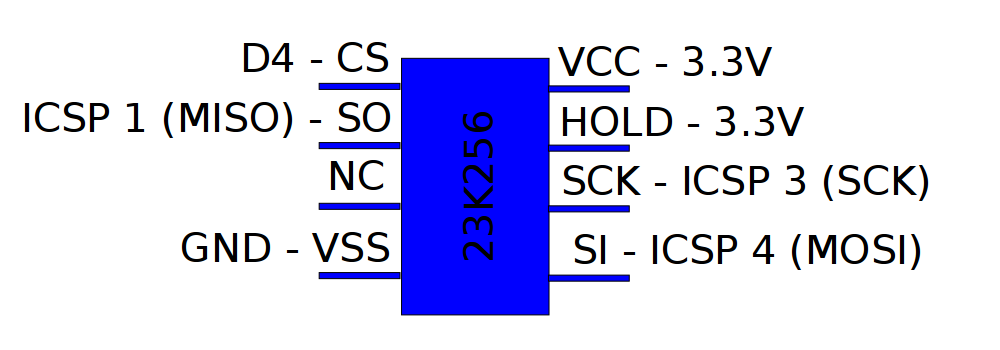 D4 - CS
VCC - 3.3V
ICSP 1 (MISO) - SO
HOLD - 3.3V
NC
SCK - ICSP 3 (SCK)
GND - VSS
SI - ICSP 4 (MOSI)
23K256